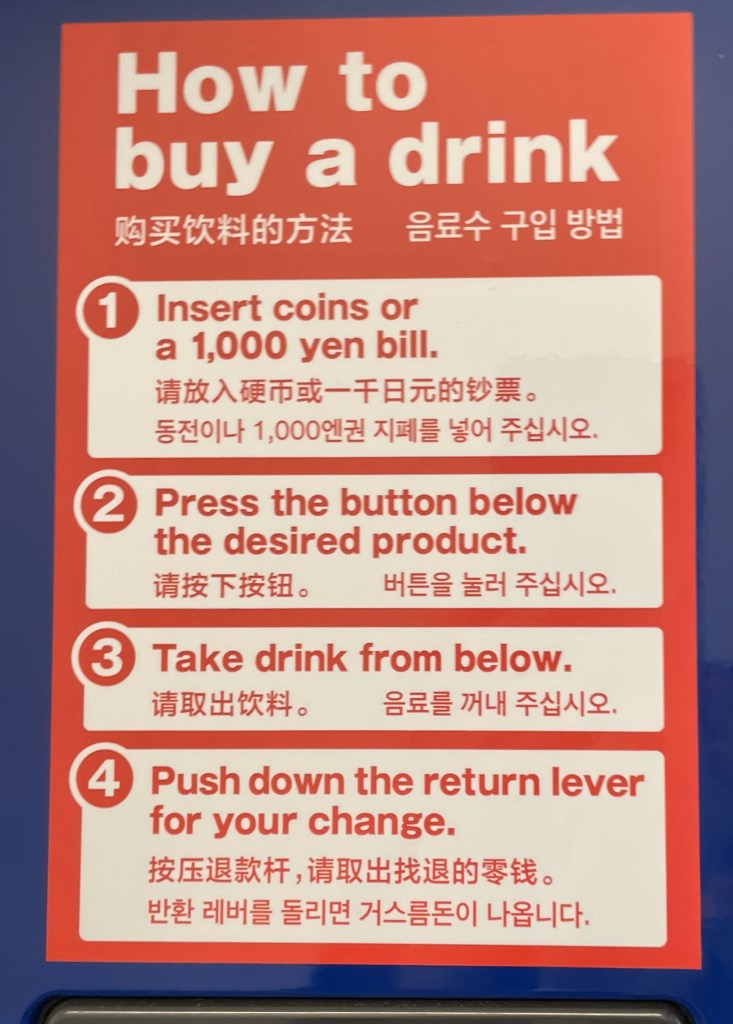 How to
buy a drink
购买饮料的方法 음료수 구입 방법
1 Insert coins or
a 1,000 yen bill.
请放入硬币或一千日元的钞票。
동전이나 1,000엔권 지폐를 넣어 주십시오.
2 Press the button below
the desired product.
请按下按钮。 버튼을 눌러 주십시오.
3 Take drink from below.
请取出饮料。 음료를 꺼내 주십시오.
4 Push down the return lever
for your change.
按压退款杆,请取出找退的零钱。
반환 레버를 돌리면 거스름돈이 나옵니다.